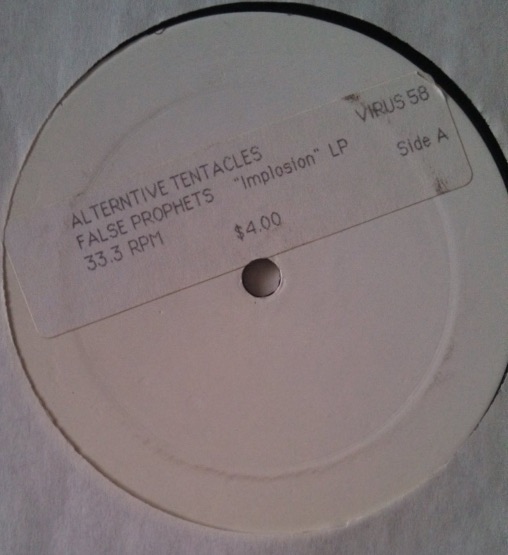 VIRUS 58
ALTERNTIVE TENTACLES Side A
FALSE PROPHETS "Implosion" LP
33.3 RPM $4.00